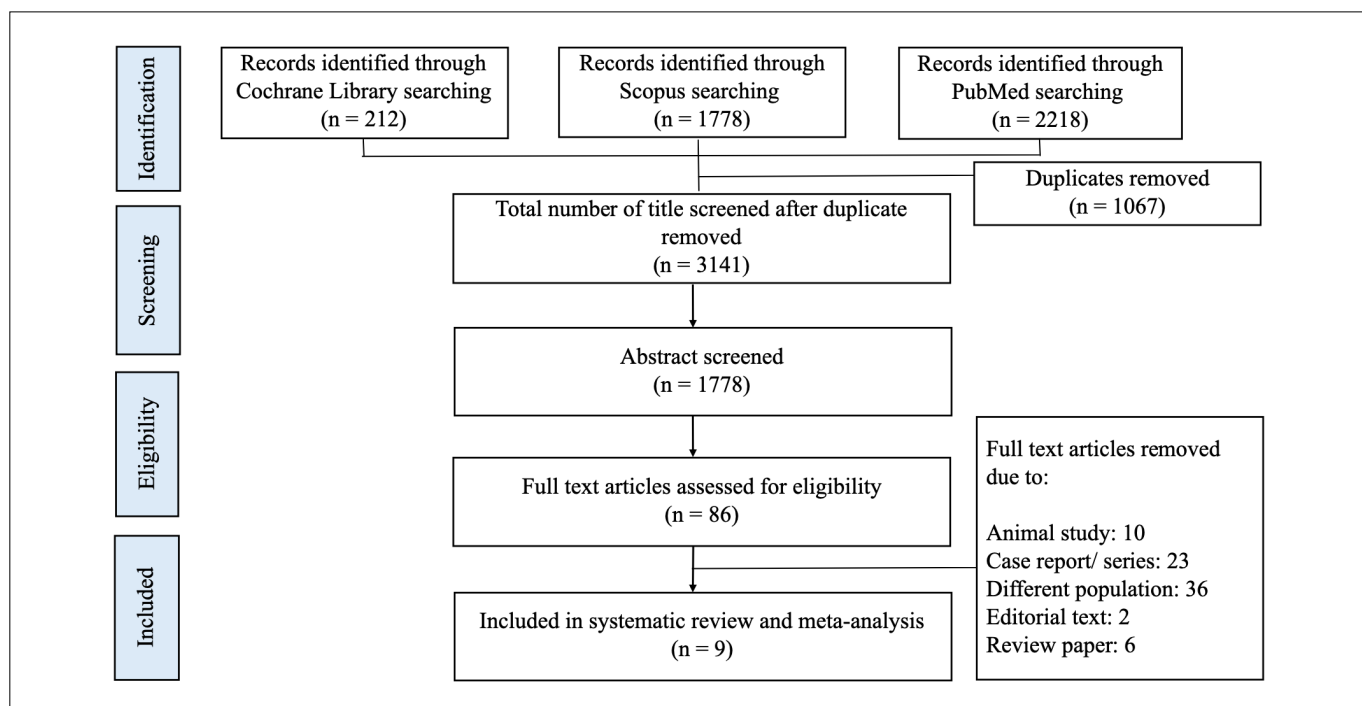 Identification
Records identified through
Cochrane Library searching
(n = 212)
Records identified through
Scopus searching
(n = 1778)
Records identified through
PubMed searching
(n = 2218)
Duplicates removed
(n = 1067)
Screening
Total number of title screened after duplicate
removed
(n = 3141)
Abstract screened
(n = 1778)
Eligibility
Full text articles assessed for eligibility
(n = 86)
Full text articles removed
due to:
Animal study: 10
Case report/ series: 23
Different population: 36
Editorial text: 2
Review paper: 6
Included
Included in systematic review and meta-analysis
(n = 9)